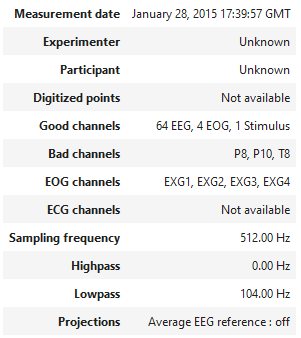 Measurement date January 28, 2015 17:39:57 GMT
Experimenter Unknown
Participant Unknown
Digitized points Not available
Good channels 64 EEG, 4 EOG, 1 Stimulus
Bad channels P8, P10, T8
EOG channels EXG1, EXG2, EXG3, EXG4
ECG channels Not available
Sampling frequency 512.00 Hz
Highpass 0.00 Hz
Lowpass 104.00 Hz
Projections Average EEG reference : off